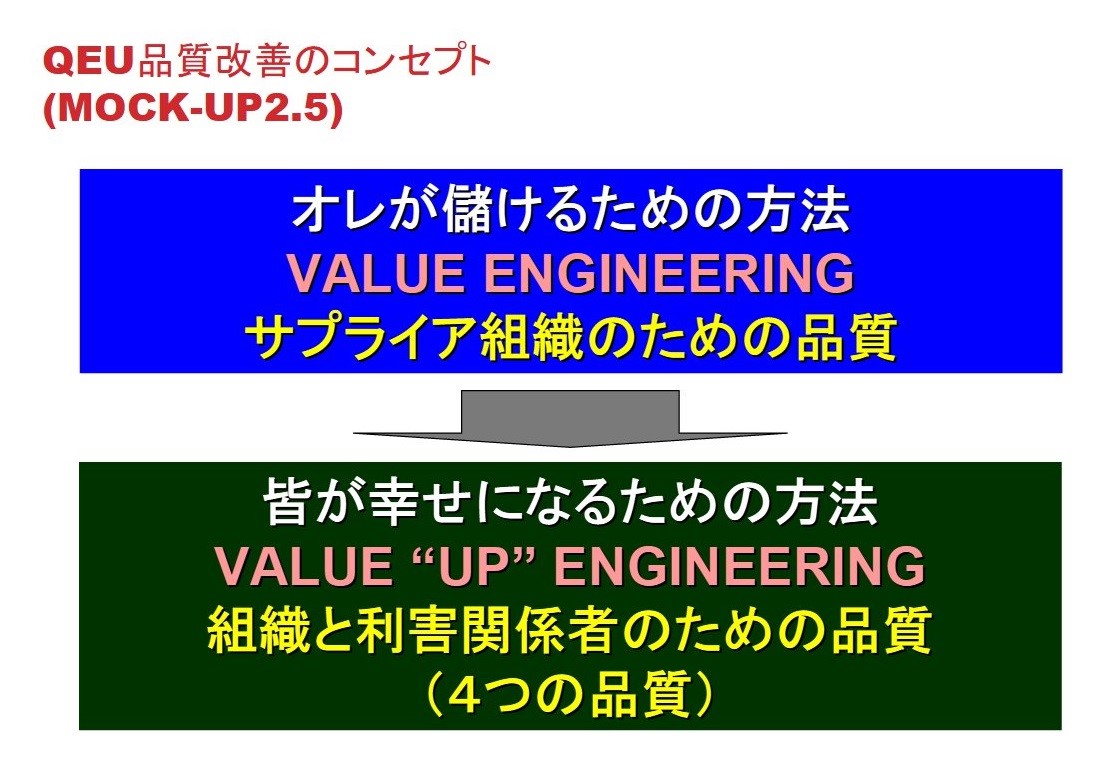 QEU品質改善のコンセプト
(MOCK-UP2.5)
オレが儲けるための方法
VALUE ENGINEERING
サプライア組織のための品質
皆が幸せになるための方法
VALUE “UP” ENGINEERING
組織と利害関係者のための品質
（４つの品質）